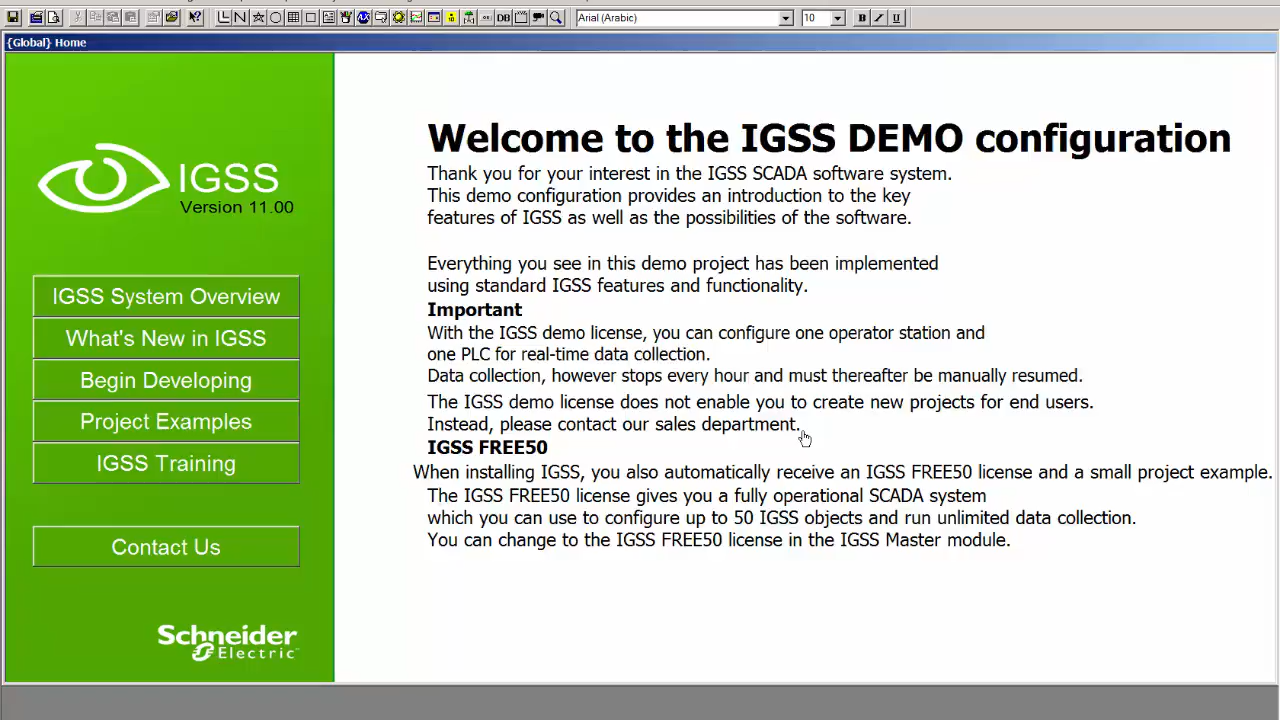 Arial (Arabic)
10
B
I
U
DB
{Global} Home
IGSS
Version 11.00
IGSS System Overview
What's New in IGSS
Begin Developing
Project Examples
IGSS Training
Contact Us
Schneider
Electric
Welcome to the IGSS DEMO configuration
Thank you for your interest in the IGSS SCADA software system.
This demo configuration provides an introduction to the key
features of IGSS as well as the possibilities of the software.
Everything you see in this demo project has been implemented
using standard IGSS features and functionality.
Important
With the IGSS demo license, you can configure one operator station and
one PLC for real-time data collection.
Data collection, however stops every hour and must thereafter be manually resumed.
The IGSS demo license does not enable you to create new projects for end users.
Instead, please contact our sales department.
IGSS FREE50
When installing IGSS, you also automatically receive an IGSS FREE50 license and a small project example.
The IGSS FREE50 license gives you a fully operational SCADA system
which you can use to configure up to 50 IGSS objects and run unlimited data collection.
You can change to the IGSS FREE50 license in the IGSS Master module.